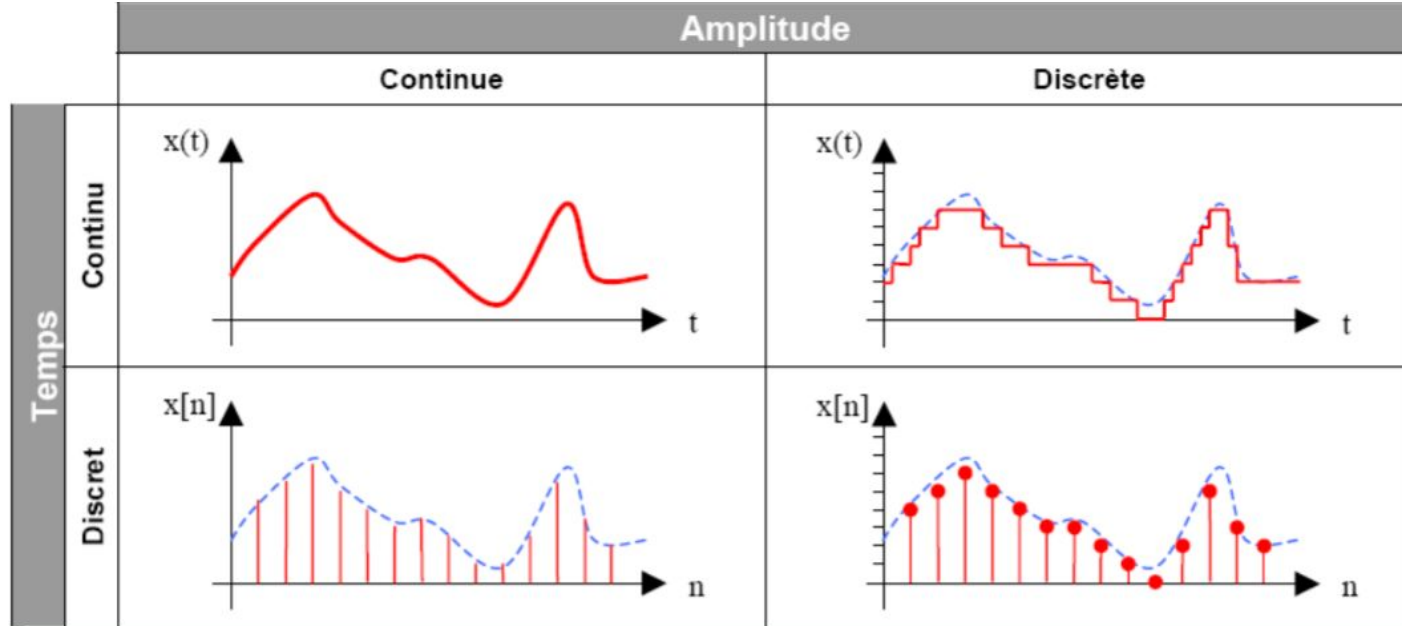 Amplitude
Continue
Discrète
Temps
Continu
x(t)
t
x(t)
t
Discret
x[n]
n
x[n]
n